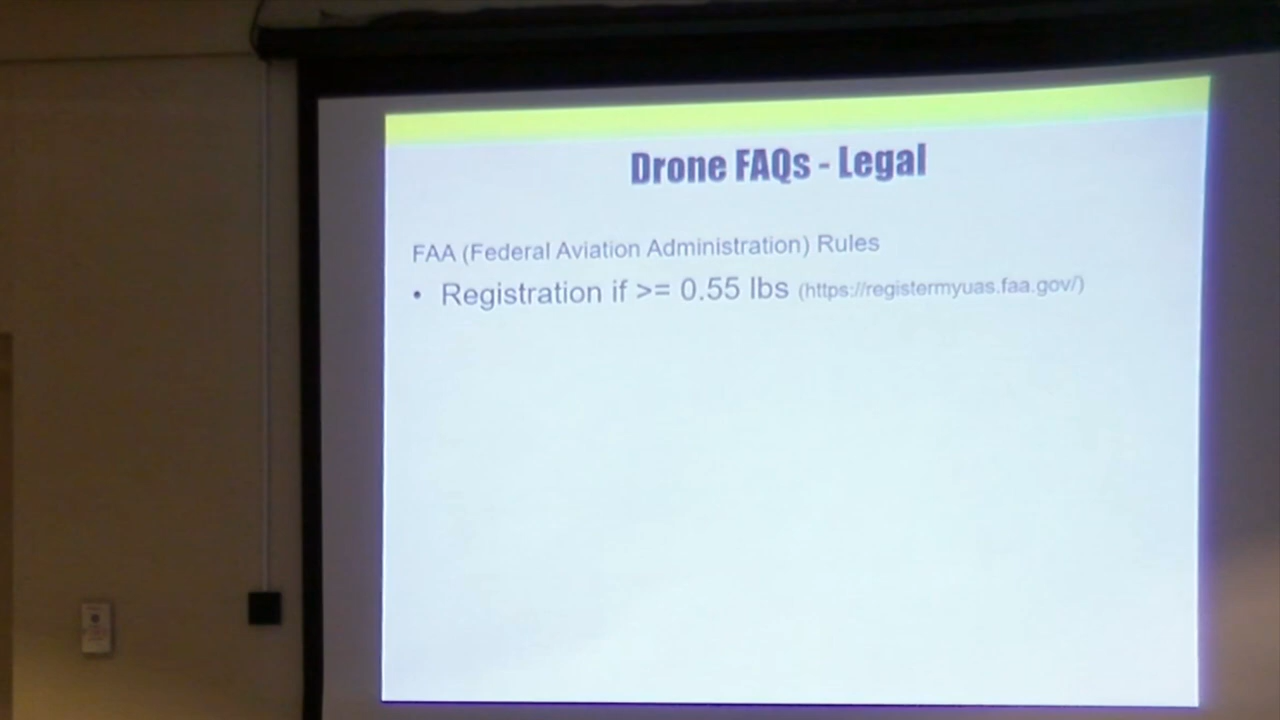 Drone FAQs - Legal
FAA (Federal Aviation Administration) Rules
• Registration if >= 0.55 lbs (https://registermyuas.faa.gov/)